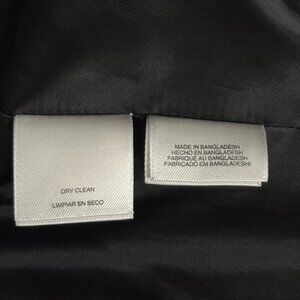 DRY CLEAN
LIMPIAR EN SECO
MADE IN BANGLADESH
HECHO EN BANGLADESH
FABRIQUE AU BANGLADESH
FABRICADO EM BANGLADESH